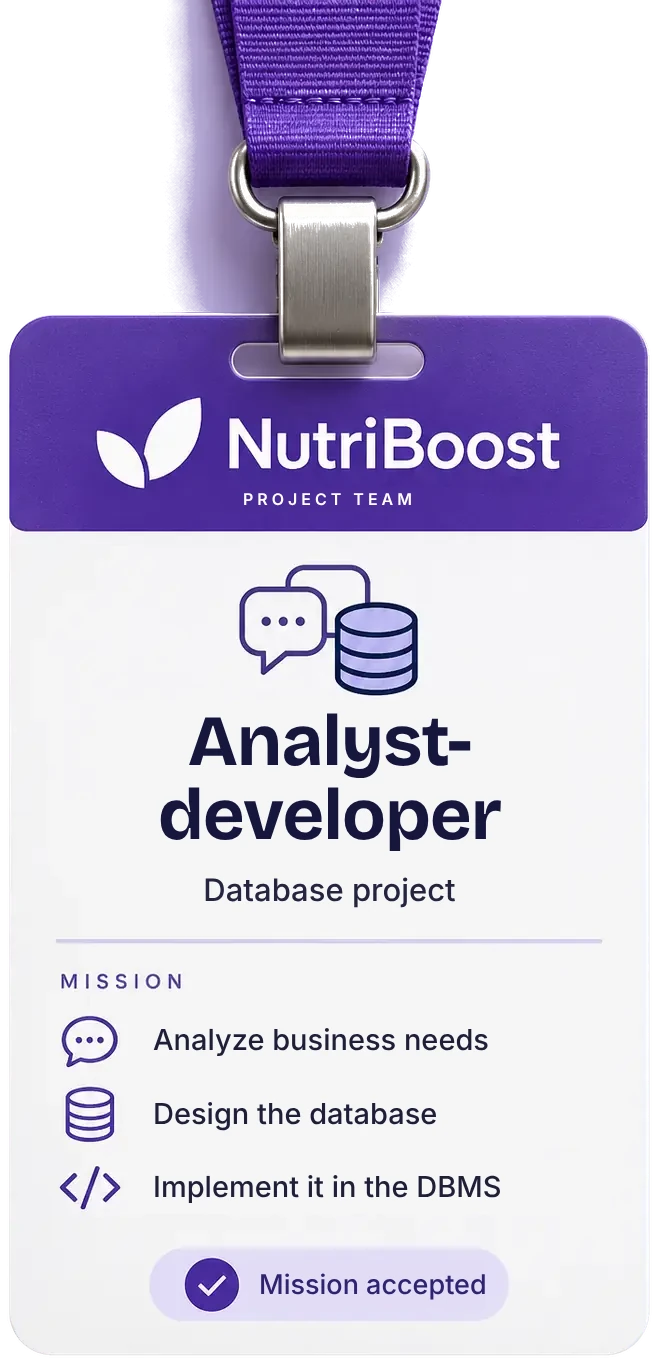 NutriBoost
PROJECT TEAM
Analyst-
developer
Database project
MISSION
Analyze business needs
Design the database
Implement it in the DBMS
Mission accepted